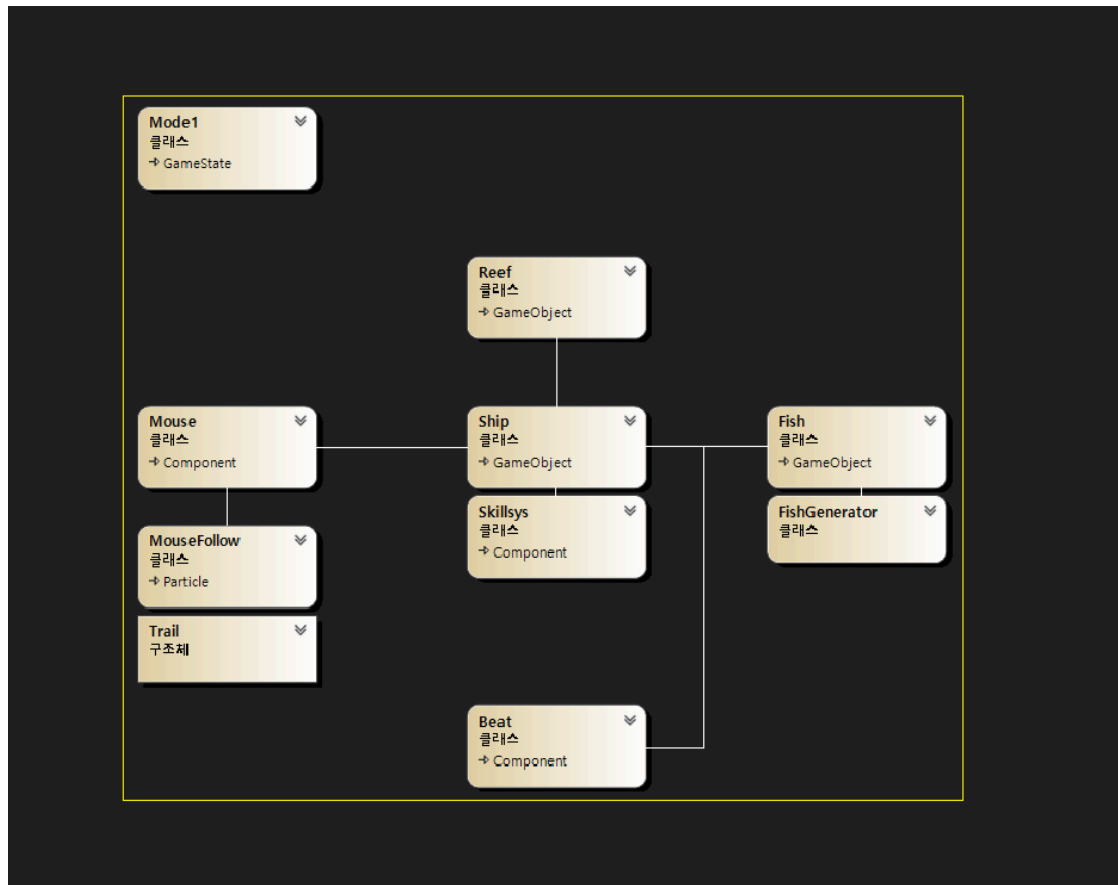 Mode1
클래스
GameState
Reef
클래스
GameObject
Mouse
클래스
Component
Ship
클래스
GameObject
Fish
클래스
GameObject
Skillsys
클래스
Component
FishGenerator
클래스
MouseFollow
클래스
Particle
Trail
구조체
Beat
클래스
Component